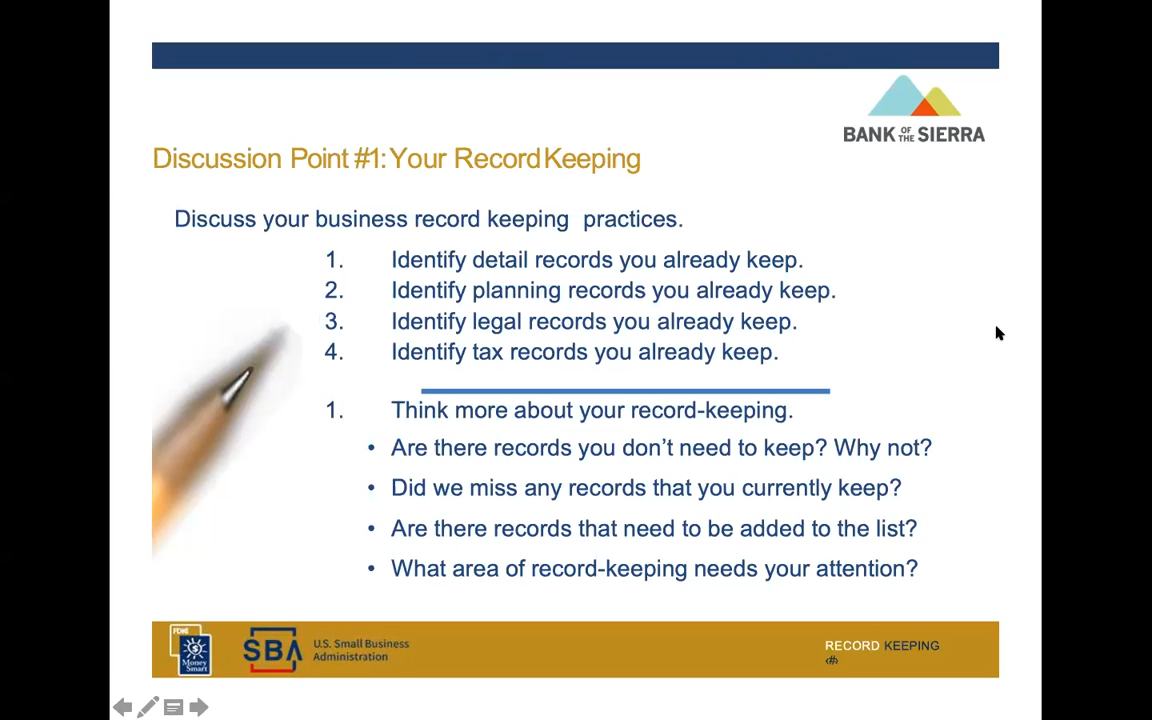 BANK OF THE SIERRA
Discussion Point #1: Your Record Keeping
Discuss your business record keeping practices.
1. Identify detail records you already keep.
2. Identify planning records you already keep.
3. Identify legal records you already keep.
4. Identify tax records you already keep.
1. Think more about your record-keeping.
• Are there records you don’t need to keep? Why not?
• Did we miss any records that you currently keep?
• Are there records that need to be added to the list?
• What area of record-keeping needs your attention?
FDIC
Money
Smart
SBA
U.S. Small Business
Administration
RECORD KEEPING
‹#›